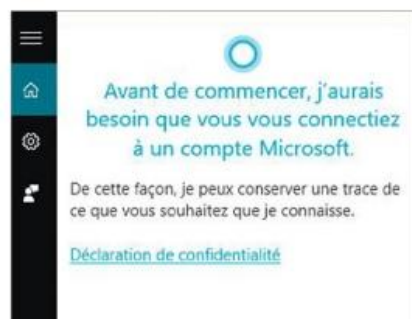 Avant de commencer, j'aurais
besoin que vous vous connectiez
à un compte Microsoft.
De cette façon, je peux conserver une trace de
ce que vous souhaitez que je connaisse.
Déclaration de confidentialité